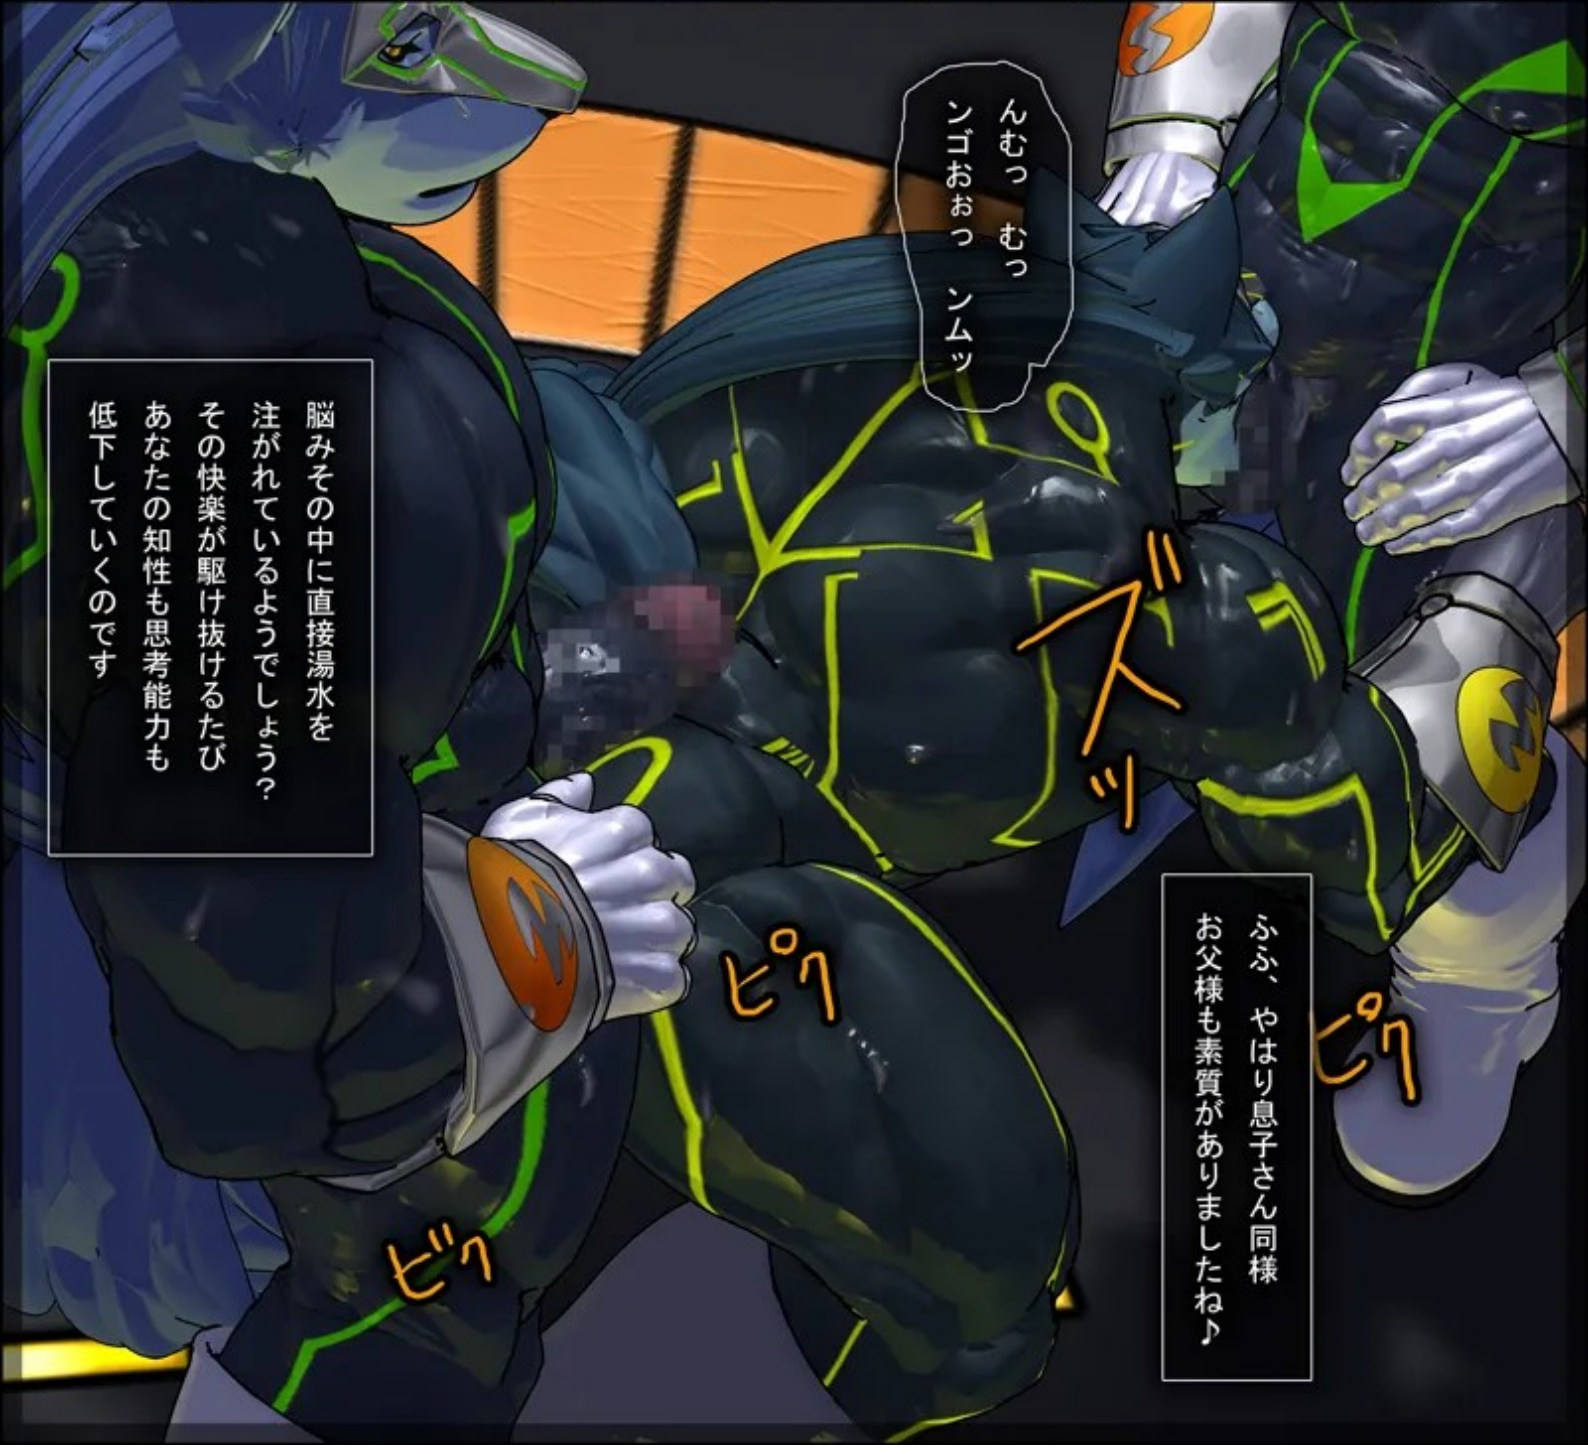 んむっ　むっ
ンゴおぉっ　ンムッ
脳みその中に直接湯水を
注がれているようでしょう？
その快楽が駆け抜けるたび
あなたの知性も思考能力も
低下していくのです
ズッ
ピク
ピク
ビク
ふふ、やはり息子さん同様
お父様も素質がありましたね♪